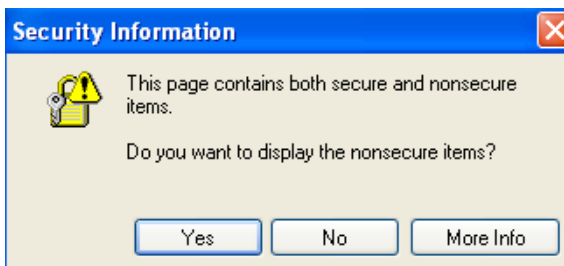 Security Information
This page contains both secure and nonsecure
items.
Do you want to display the nonsecure items?
Yes
No
More Info